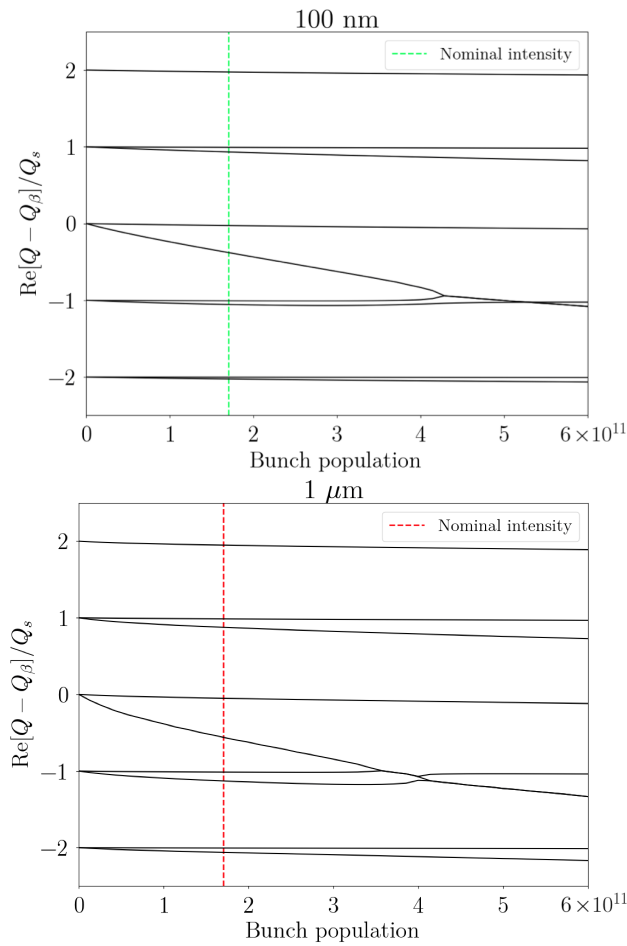 100 nm
Nominal intensity
Re[Q − Q_β]/Q_s
2
1
0
−1
−2
0 1 2 3 4 5 6×10^11
Bunch population
1 μm
Nominal intensity
Re[Q − Q_β]/Q_s
2
1
0
−1
−2
0 1 2 3 4 5 6×10^11
Bunch population